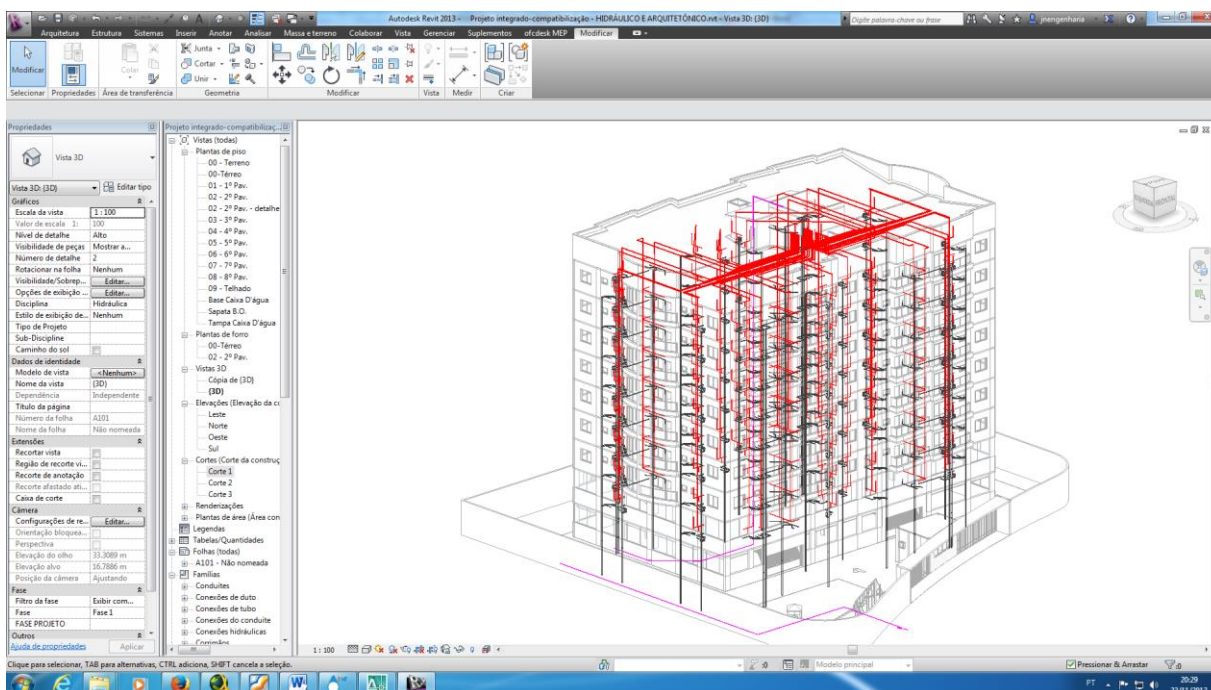 Autodesk Revit 2013 - Projeto integrado-compatibilização - HIDRÁULICO E ARQUITETÔNICO.rvt - Vista 3D: {3D}
Digite palavra-chave ou frase
jnengenharia
Arquitetura Estrutura Sistemas Inserir Anotar Analisar Massa e terreno Colaborar Vista Gerenciar Suplementos ofcdesk MEP Modificar
Modificar
Colar
Junta
Cortar
Unir
Selecionar Propriedades Área de transferência Geometria Modificar Vista Medir Criar
Propriedades
Vista 3D
Vista 3D: {3D} Editar tipo
Gráficos
Escala da vista 1 : 100
Valor de escala 1: 100
Nível de detalhe Alto
Visibilidade de peças Mostrar a...
Número de detalhe 2
Rotacionar na folha Nenhum
Visibilidade/Sobrep... Editar...
Opções de exibição ... Editar...
Disciplina Hidráulica
Estilo de exibição de... Nenhum
Tipo de Projeto
Sub-Discipline
Caminho do sol
Dados de identidade
Modelo de vista <Nenhum>
Nome da vista {3D}
Dependência Independente
Título da página
Número da folha A101
Nome da folha Não nomeada
Extensões
Recortar vista
Região de recorte vi...
Recorte de anotação
Recorte afastado ati...
Caixa de corte
Câmera
Configurações de re... Editar...
Orientação bloquea...
Perspectiva
Elevação do olho 33.3089 m
Elevação alvo 16.7886 m
Posição da câmera Ajustando
Fase
Filtro da fase Exibir com...
Fase Fase 1
FASE PROJETO
Outros
Ajuda de propriedades Aplicar
Projeto integrado-compatibilizaç...
Vistas (todas)
Plantas de piso
00 - Terreno
00-Térreo
01 - 1º Pav.
02 - 2º Pav.
02 - 2º Pav. - detalhe
03 - 3º Pav.
04 - 4º Pav.
05 - 5º Pav.
06 - 6º Pav.
07 - 7º Pav.
08 - 8º Pav.
09 - Telhado
Base Caixa D'água
Sapata B.O.
Tampa Caixa D'água
Plantas de forro
00-Térreo
02 - 2º Pav.
Vistas 3D
Cópia de {3D}
{3D}
Elevações (Elevação da co
Leste
Norte
Oeste
Sul
Cortes (Corte da construç
Corte 1
Corte 2
Corte 3
Renderizações
Plantas de área (Área con
Legendas
Tabelas/Quantidades
Folhas (todas)
A101 - Não nomeada
Famílias
Conduites
Conexões de duto
Conexões de tubo
Conexões do conduite
Conexões hidráulicas
Corrimãos
FRONTAL
1 : 100
Clique para selecionar, TAB para alternativas, CTRL adiciona, SHIFT cancela a seleção.
:0 Modelo principal
Pressionar & Arrastar :0
PT 20:29